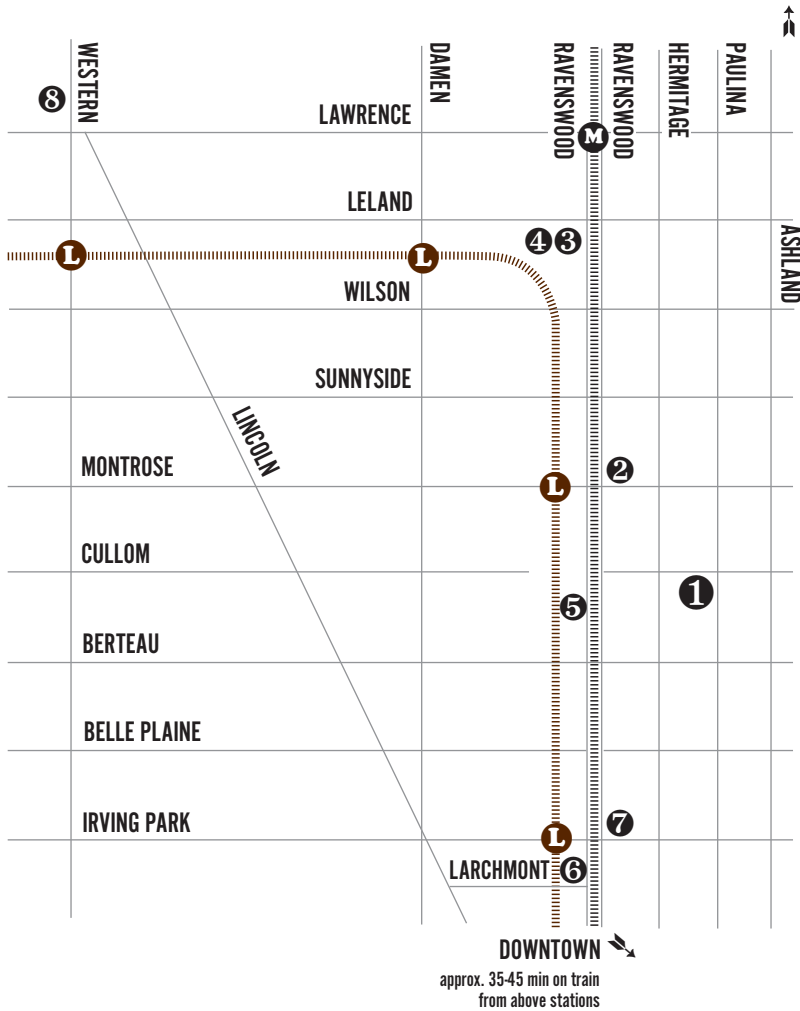 WESTERN
DAMEN
RAVENSWOOD
RAVENSWOOD
HERMITAGE
PAULINA
8
LAWRENCE
M
LELAND
4 3
ASHLAND
L
L
WILSON
SUNNYSIDE
LINCOLN
MONTROSE
2
L
CULLOM
1
5
BERTEAU
BELLE PLAINE
IRVING PARK
7
L
LARCHMONT 6
DOWNTOWN
approx. 35-45 min on train
from above stations